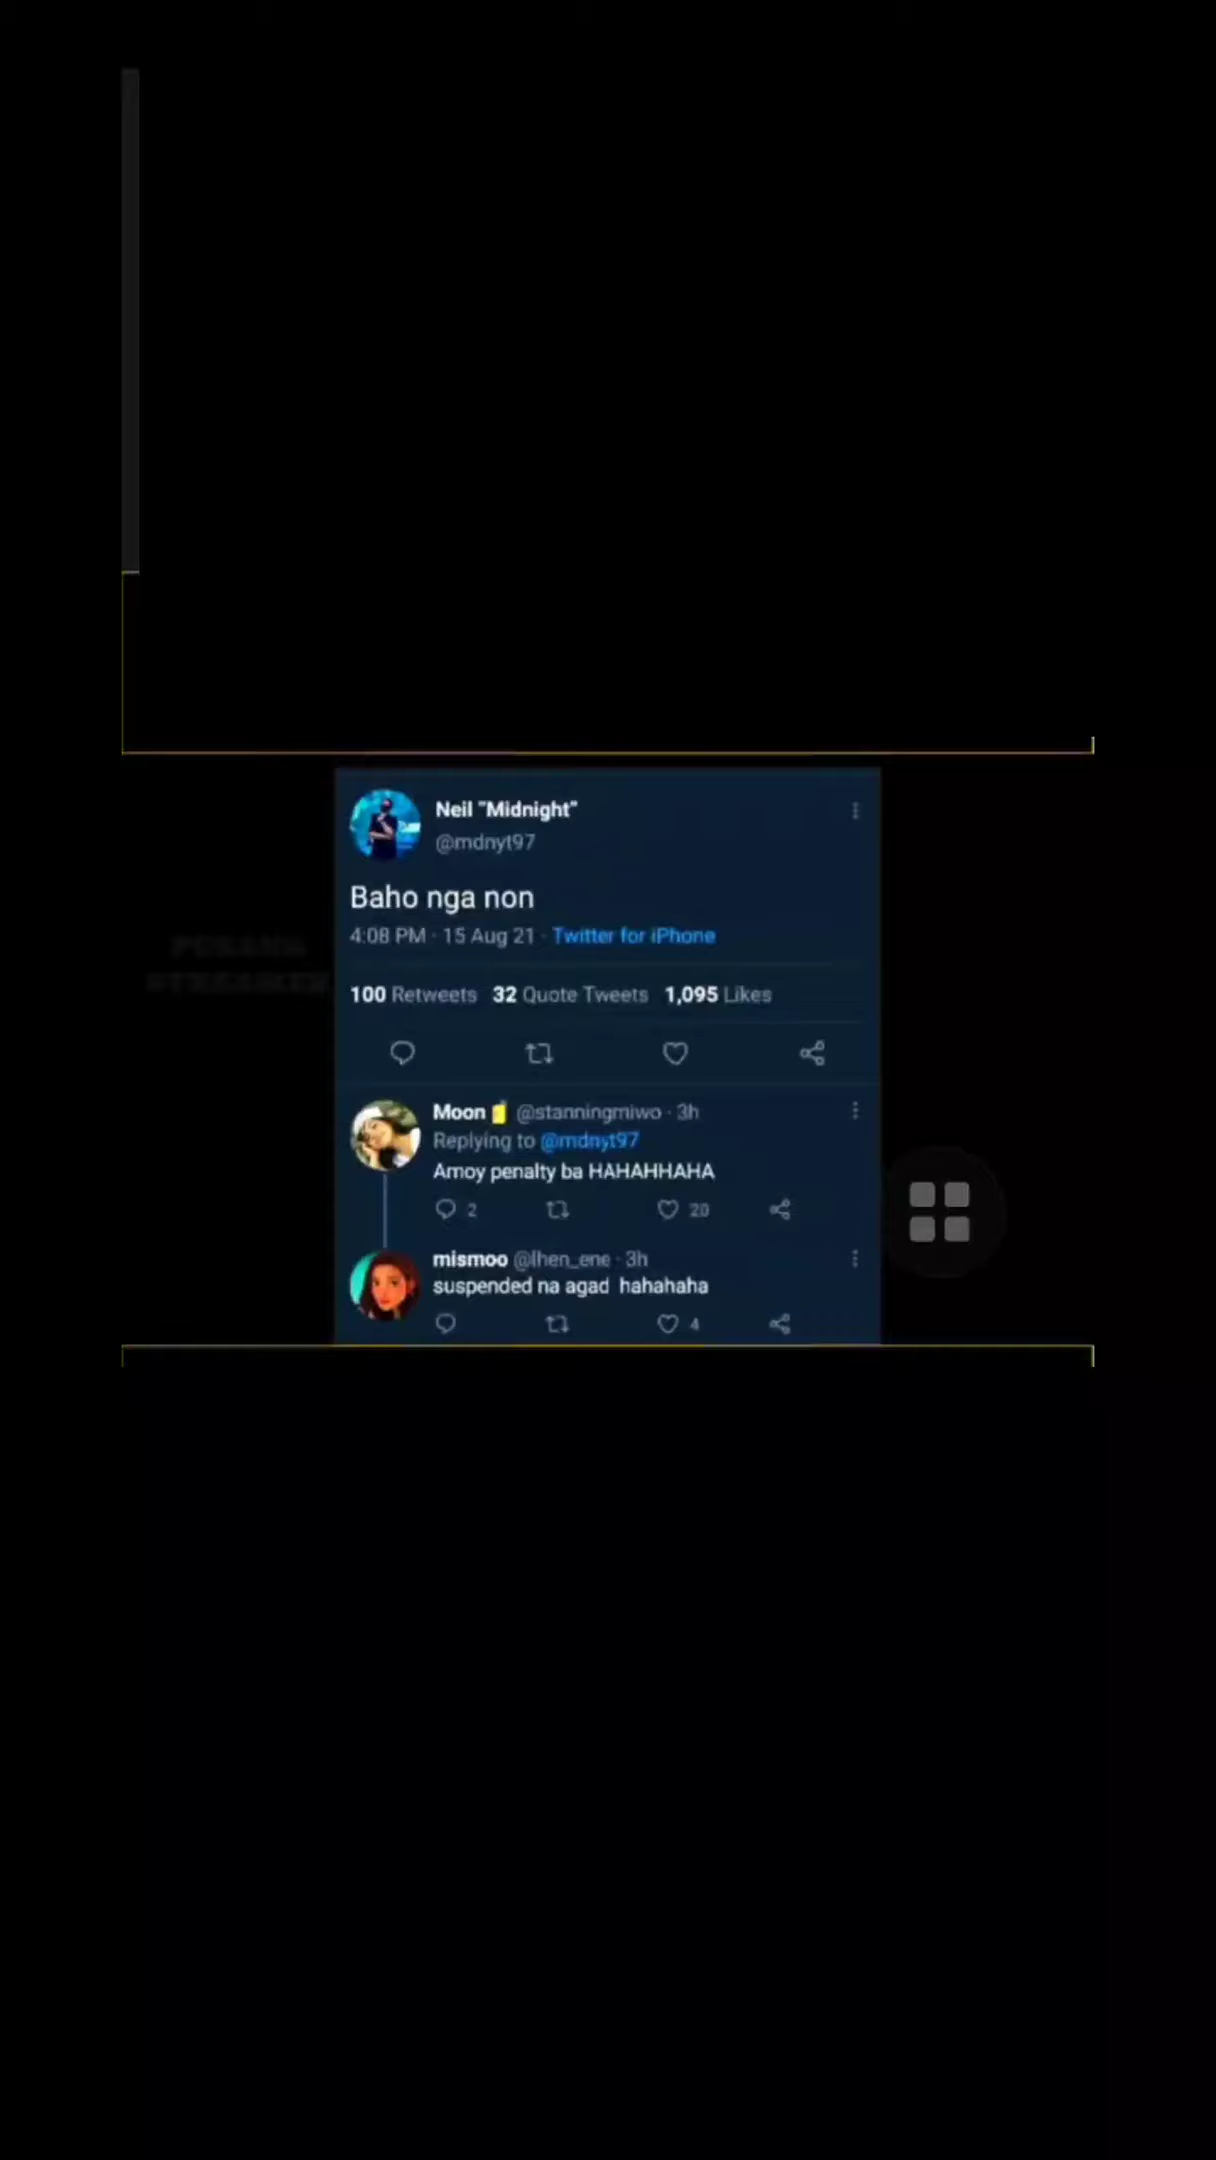 Neil "Midnight"
@mdnyt97
Baho nga non
4:08 PM · 15 Aug 21 · Twitter for iPhone
100 Retweets 32 Quote Tweets 1,095 Likes
Moon @stanningmiwo · 3h
Replying to @mdnyt97
Amoy penalty ba HAHAHHAHA
2 20
mismoo @lhen_ene · 3h
suspended na agad hahahaha
4